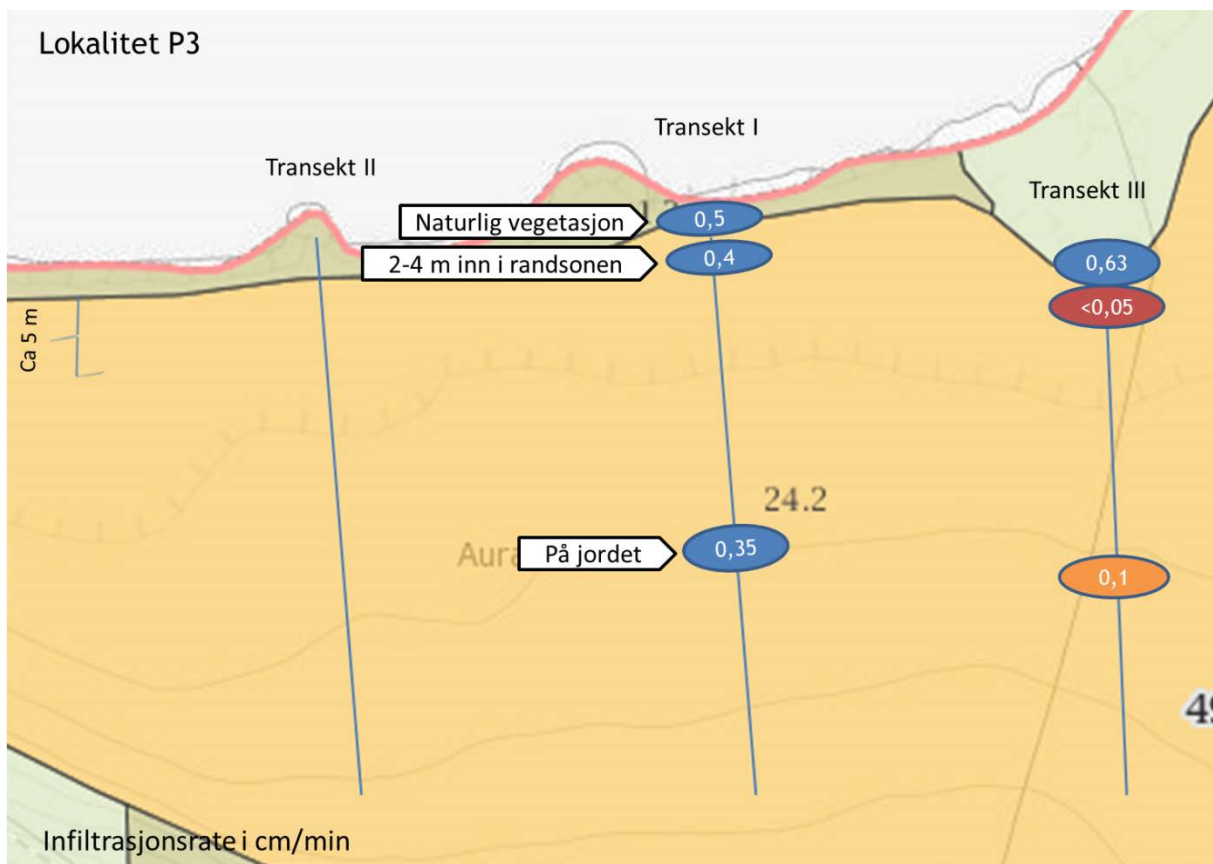 Lokalitet P3
Transekt I
Transekt II
Transekt III
Naturlig vegetasjon
0,5
2-4 m inn i randsonen
0,4
0,63
<0,05
Ca 5 m
24.2
På jordet
0,35
0,1
49
Infiltrasjonsrate i cm/min